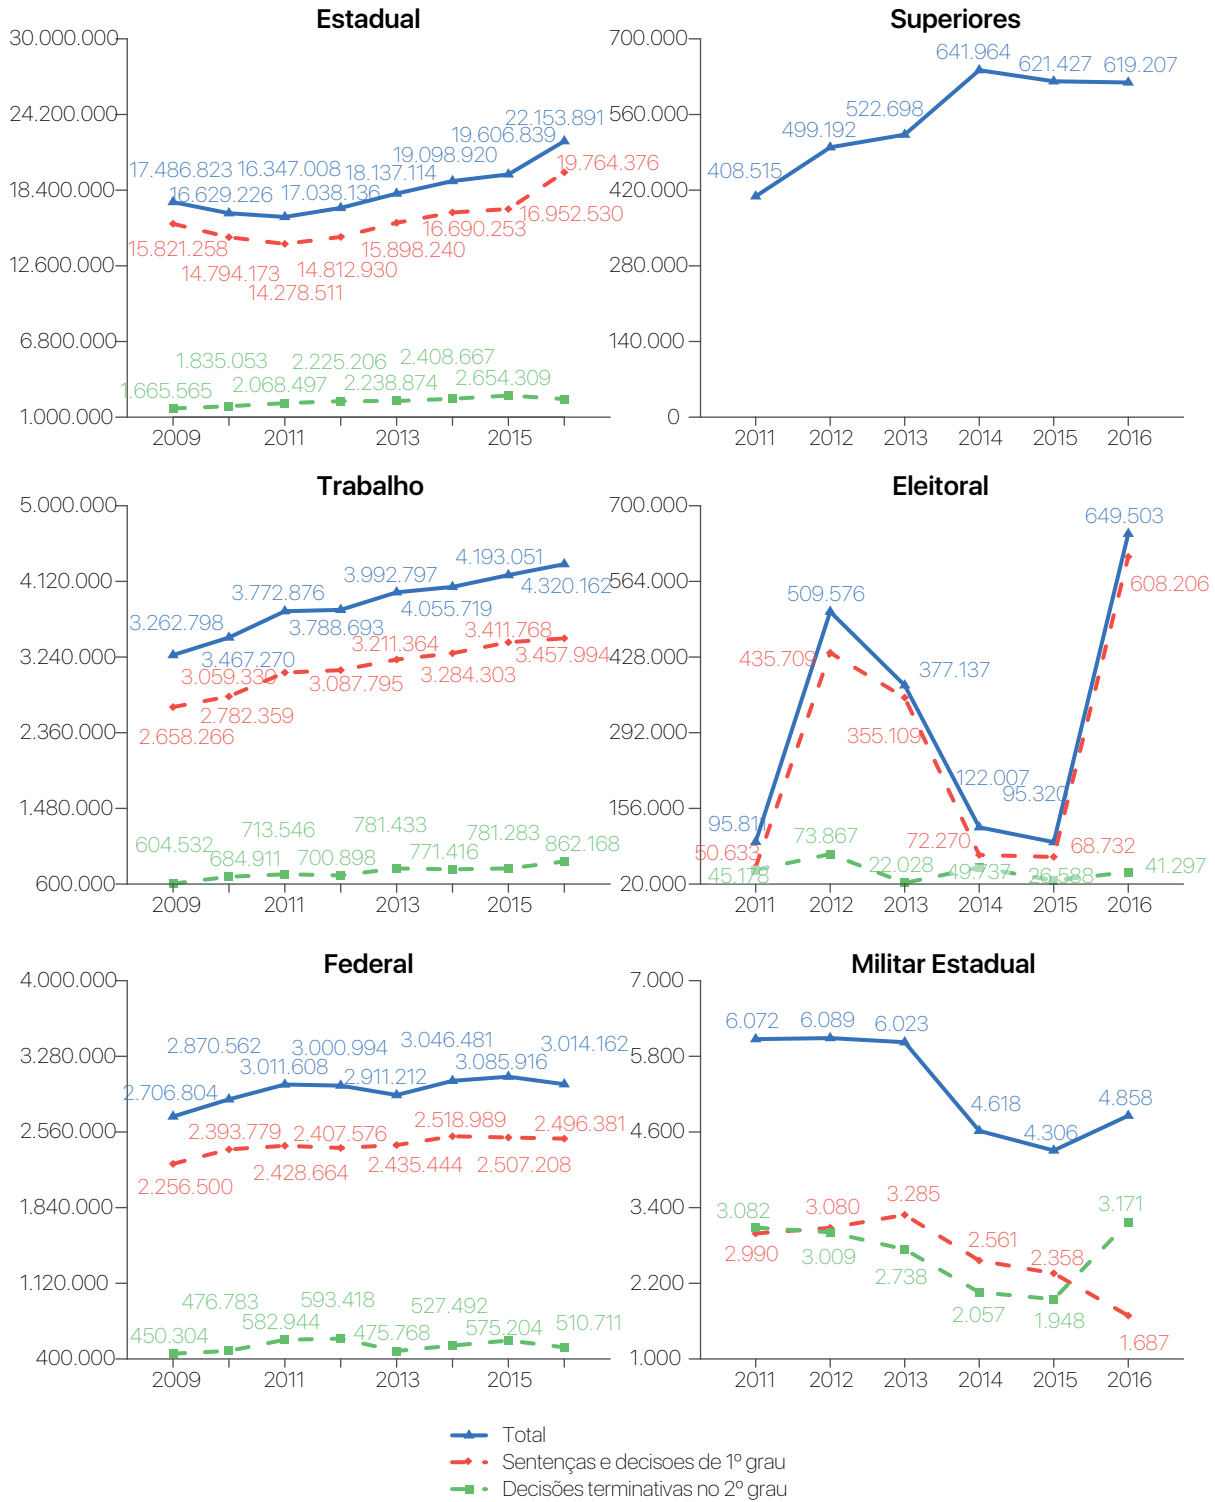 Estadual
30.000.000
24.200.000
18.400.000
12.600.000
6.800.000
1.000.000
22.153.891
19.606.839
19.098.920
17.486.823 16.347.008 18.137.114
16.629.226 17.038.136
19.764.376
16.952.530
16.690.253
15.898.240
15.821.258
14.794.173 14.812.930
14.278.511
1.835.053 2.225.206 2.408.667
1.665.565 2.068.497 2.238.874 2.654.309
2009 2011 2013 2015
Superiores
700.000
560.000
420.000
280.000
140.000
0
641.964
621.427 619.207
522.698
499.192
408.515
2011 2012 2013 2014 2015 2016
Trabalho
5.000.000
4.120.000
3.240.000
2.360.000
1.480.000
600.000
4.193.051
3.992.797
3.772.876 4.320.162
4.055.719
3.262.798 3.788.693
3.467.270
3.411.768
3.211.364
3.457.994
3.059.330 3.284.303
3.087.795
2.782.359
2.658.266
713.546 781.433 781.283
604.532 684.911 700.898 771.416 862.168
2009 2011 2013 2015
Eleitoral
700.000
564.000
428.000
292.000
156.000
20.000
649.503
509.576
608.206
435.709 377.137
355.109
122.007
95.320
95.811
73.867 72.270 68.732
50.633
45.178 22.028 49.737 26.588 41.297
2011 2012 2013 2014 2015 2016
Federal
4.000.000
3.280.000
2.560.000
1.840.000
1.120.000
400.000
2.870.562 3.000.994 3.046.481 3.014.162
2.706.804 3.011.608 2.911.212 3.085.916
2.393.779 2.407.576 2.518.989 2.496.381
2.256.500 2.428.664 2.435.444 2.507.208
476.783 593.418 527.492
450.304 582.944 475.768 575.204 510.711
2009 2011 2013 2015
Militar Estadual
7.000
5.800
4.600
3.400
2.200
1.000
6.072 6.089 6.023
4.618 4.858
4.306
3.082 3.080 3.285 3.171
2.990 3.009 2.561 2.358
2.738
2.057 1.948
1.687
2011 2012 2013 2014 2015 2016
Total
Sentenças e decisoes de 1º grau
Decisões terminativas no 2º grau